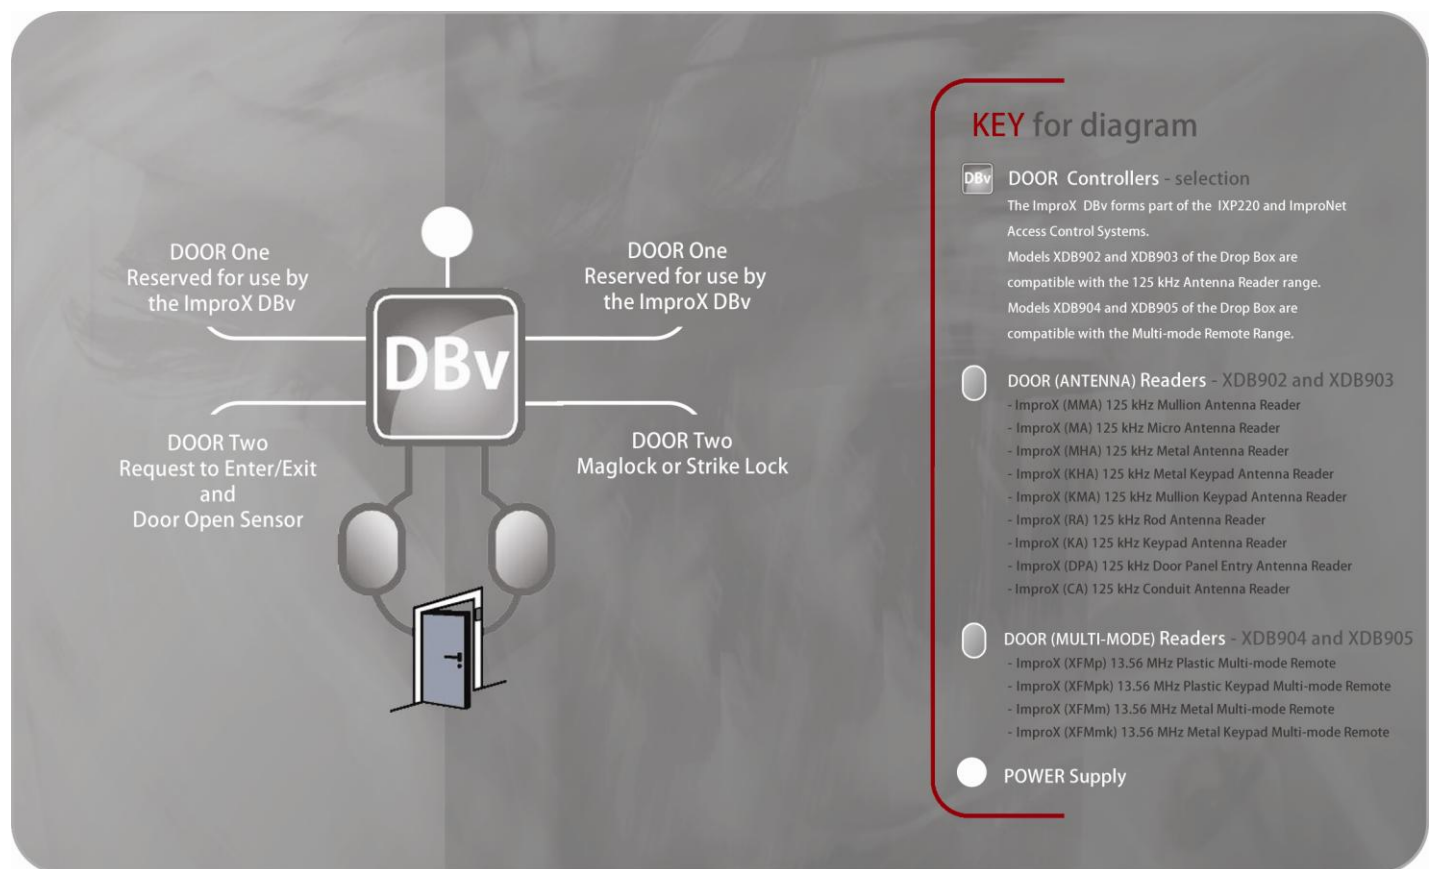 DOOR One
Reserved for use by
the ImproX DBv
DOOR One
Reserved for use by
the ImproX DBv
DBv
DOOR Two
Request to Enter/Exit
and
Door Open Sensor
DOOR Two
Maglock or Strike Lock
KEY for diagram
DBv
DOOR Controllers - selection
The ImproX DBv forms part of the IXP220 and ImproNet
Access Control Systems.
Models XDB902 and XDB903 of the Drop Box are
compatible with the 125 kHz Antenna Reader range.
Models XDB904 and XDB905 of the Drop Box are
compatible with the Multi-mode Remote Range.
DOOR (ANTENNA) Readers - XDB902 and XDB903
- ImproX (MMA) 125 kHz Mullion Antenna Reader
- ImproX (MA) 125 kHz Micro Antenna Reader
- ImproX (MHA) 125 kHz Metal Antenna Reader
- ImproX (KHA) 125 kHz Metal Keypad Antenna Reader
- ImproX (KMA) 125 kHz Mullion Keypad Antenna Reader
- ImproX (RA) 125 kHz Rod Antenna Reader
- ImproX (KA) 125 kHz Keypad Antenna Reader
- ImproX (DPA) 125 kHz Door Panel Entry Antenna Reader
- ImproX (CA) 125 kHz Conduit Antenna Reader
DOOR (MULTI-MODE) Readers - XDB904 and XDB905
- ImproX (XFMp) 13.56 MHz Plastic Multi-mode Remote
- ImproX (XFMpk) 13.56 MHz Plastic Keypad Multi-mode Remote
- ImproX (XFMm) 13.56 MHz Metal Multi-mode Remote
- ImproX (XFMmk) 13.56 MHz Metal Keypad Multi-mode Remote
POWER Supply